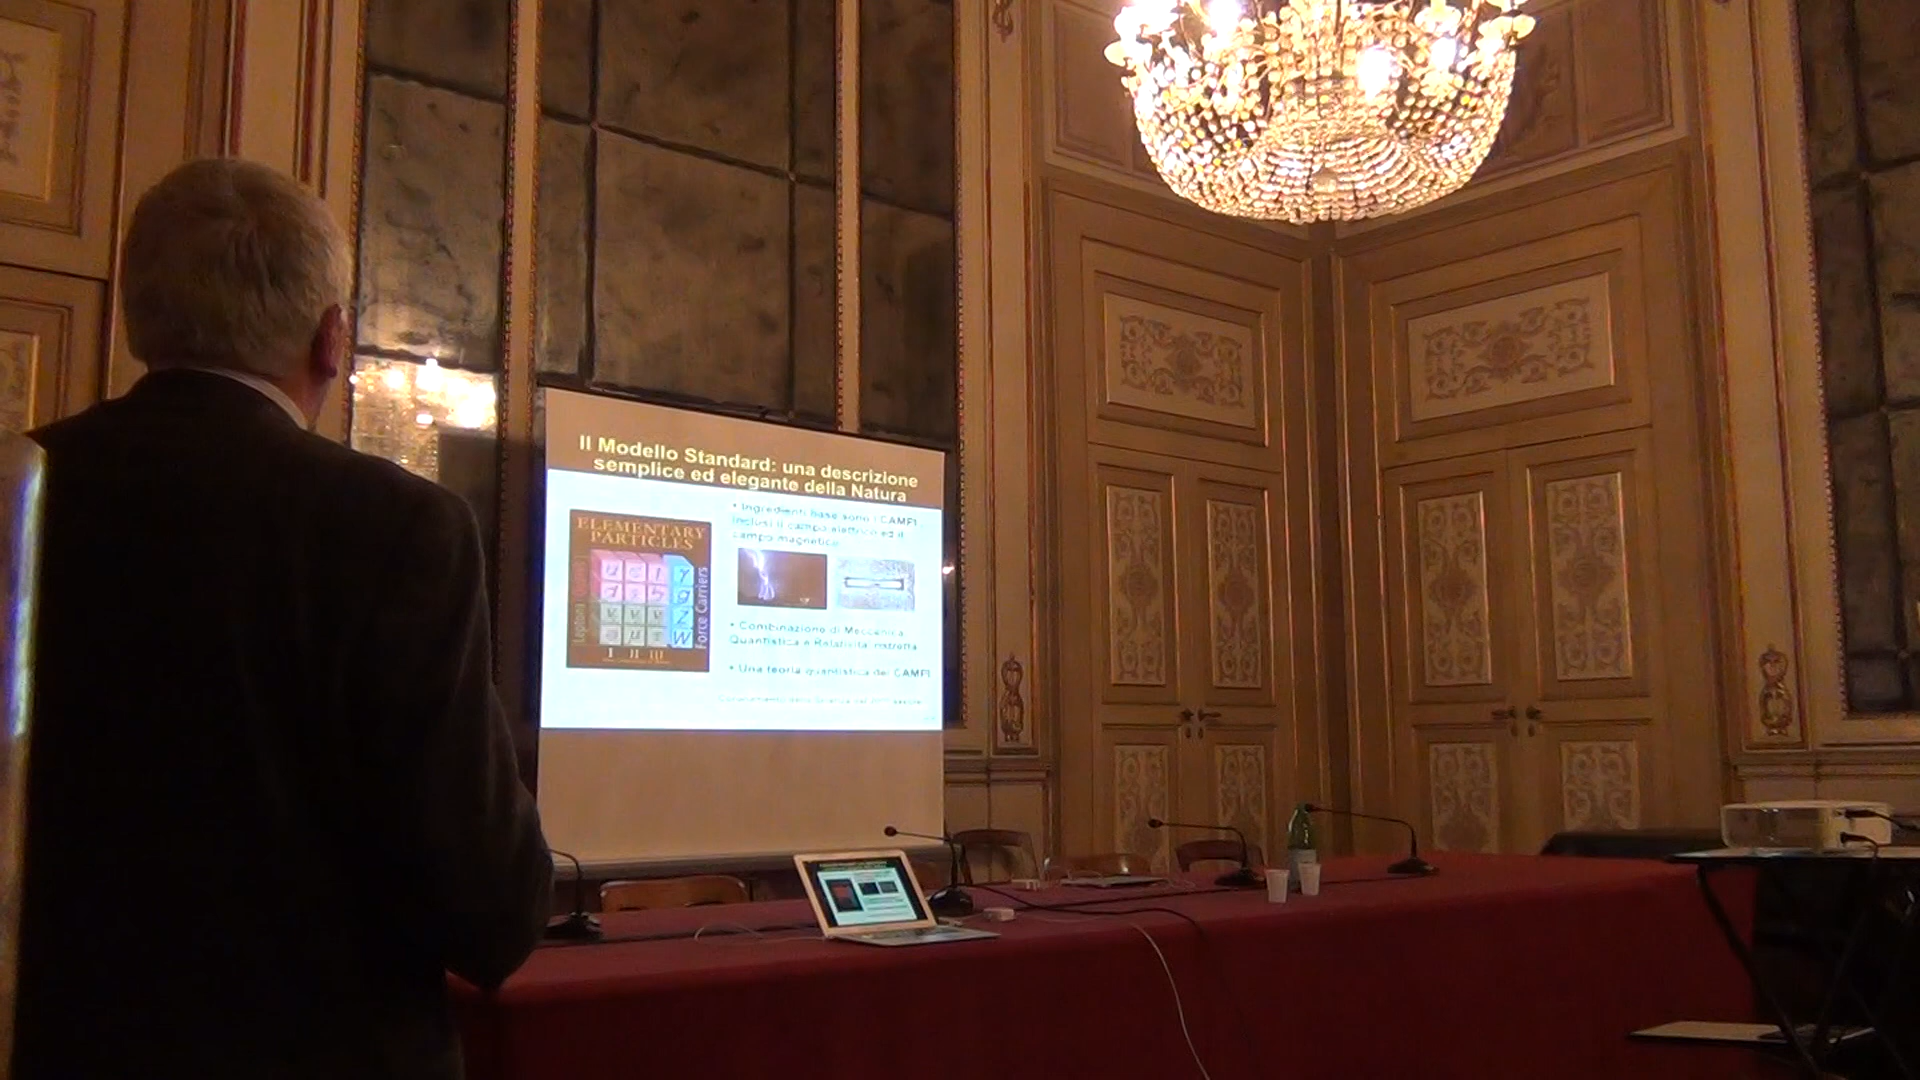 Il Modello Standard: una descrizione
semplice ed elegante della Natura
• Ingredienti base sono i CAMPI
inclusi il campo elettrico ed il
campo magnetico
ELEMENTARY
PARTICLES
u c t γ
d s b g
ν ν ν Z
e μ τ W
Leptons
Force Carriers
I II III
• Combinazione di Meccanica
Quantistica e Relatività ristretta
• Una teoria quantistica dei CAMPI